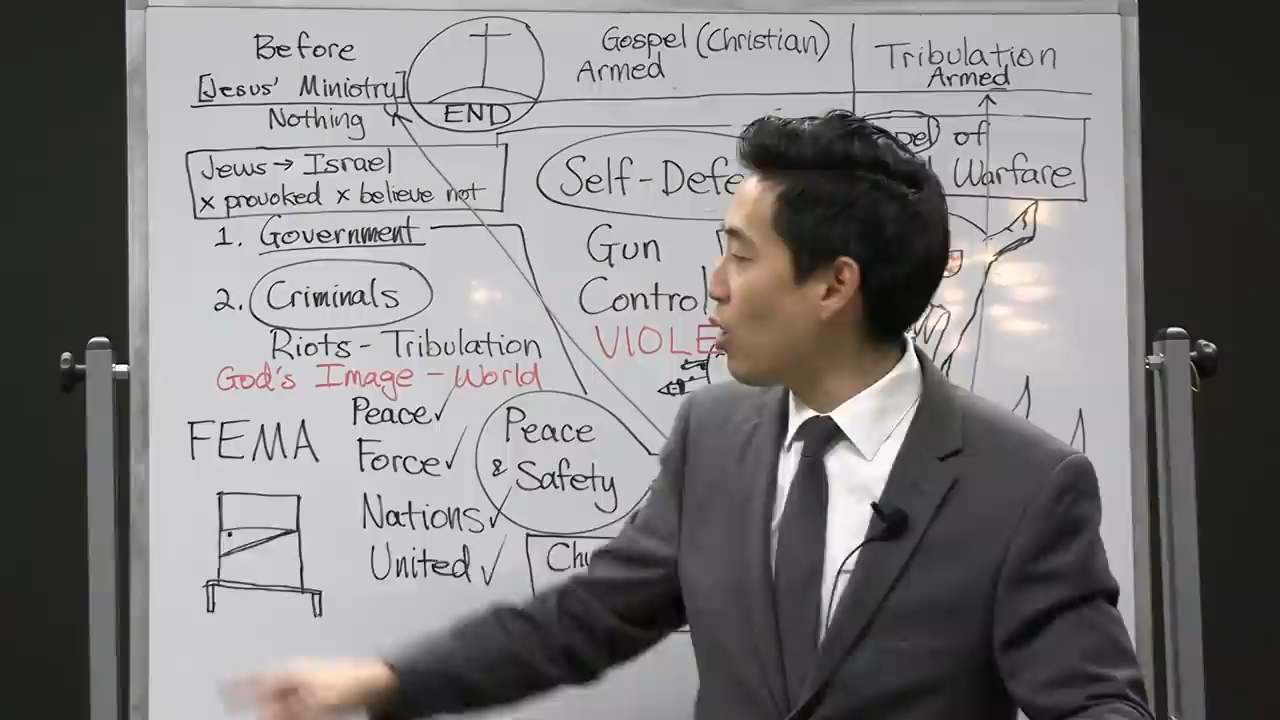 Before
[Jesus' Ministry]
Nothing
END
Gospel (Christian)
Armed
Tribulation
Armed
Jews → Israel
x provoked x believe not
1. Government
2. Criminals
Riots - Tribulation
God's Image - World
FEMA
Peace ✓
Force ✓
Nations ✓
United ✓
Peace
& Safety
Self-Defe
Gun
Control
VIOLE
of
Warfare